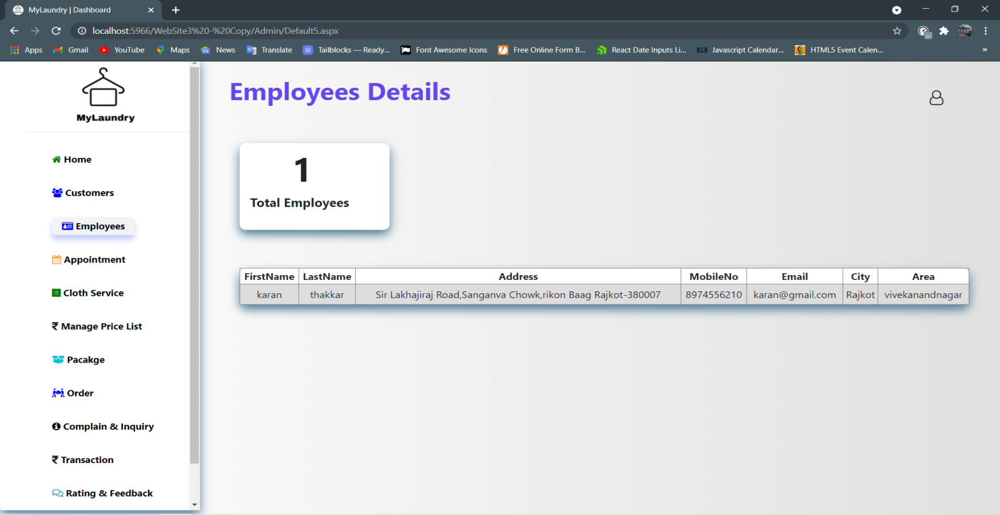 MyLaundry | Dashboard
localhost:5966/WebSite3%20-%20Copy/Admin/Default5.aspx
Apps Gmail YouTube Maps News Translate Tailblocks — Ready... Font Awesome Icons Free Online Form B... React Date Inputs Li... Javascript Calendar... HTML5 Event Calen... »
MyLaundry
Home
Customers
Employees
Appointment
Cloth Service
₹ Manage Price List
Pacakge
Order
Complain & Inquiry
₹ Transaction
Rating & Feedback
Employees Details
1
Total Employees
FirstName LastName Address MobileNo Email City Area
karan thakkar Sir Lakhajiraj Road,Sanganva Chowk,rikon Baag Rajkot-380007 8974556210 karan@gmail.com Rajkot vivekanandnagar